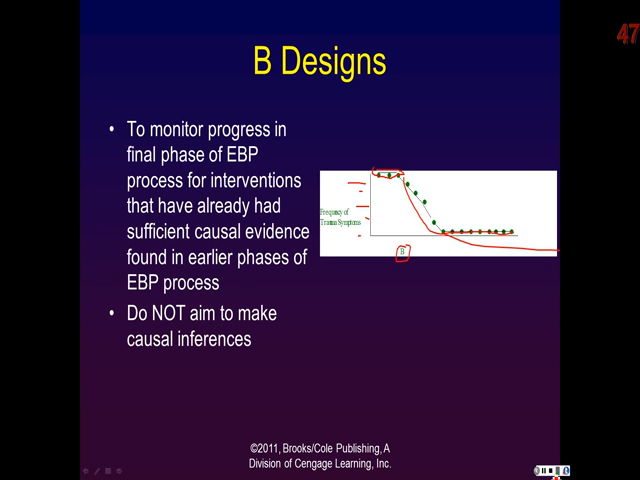 47
B Designs
• To monitor progress in
final phase of EBP
process for interventions
that have already had
sufficient causal evidence
found in earlier phases of
EBP process
• Do NOT aim to make
causal inferences
Frequency of
Trauma Symptoms
B
©2011, Brooks/Cole Publishing, A
Division of Cengage Learning, Inc.